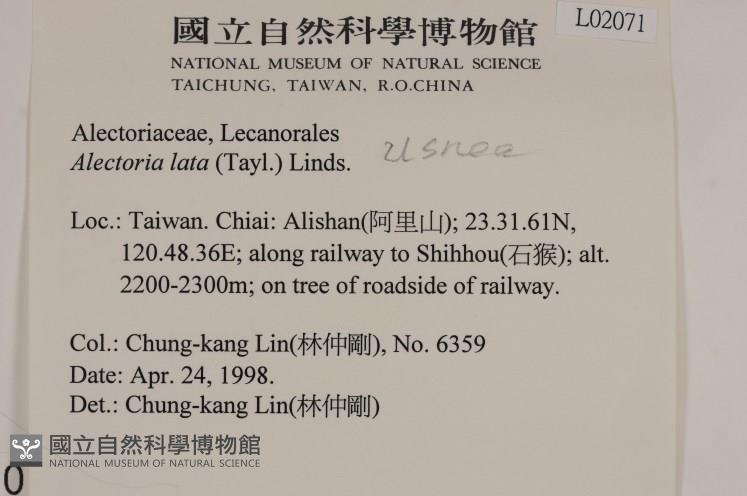 國立自然科學博物館
L02071
NATIONAL MUSEUM OF NATURAL SCIENCE
TAICHUNG, TAIWAN, R.O.CHINA
Alectoriaceae, Lecanorales
Alectoria lata (Tayl.) Linds.
Usnea
Loc.: Taiwan. Chiai: Alishan(阿里山); 23.31.61N,
120.48.36E; along railway to Shihhou(石猴); alt.
2200-2300m; on tree of roadside of railway.
Col.: Chung-kang Lin(林仲剛), No. 6359
Date: Apr. 24, 1998.
Det.: Chung-kang Lin(林仲剛)
國立自然科學博物館
NATIONAL MUSEUM OF NATURAL SCIENCE
0